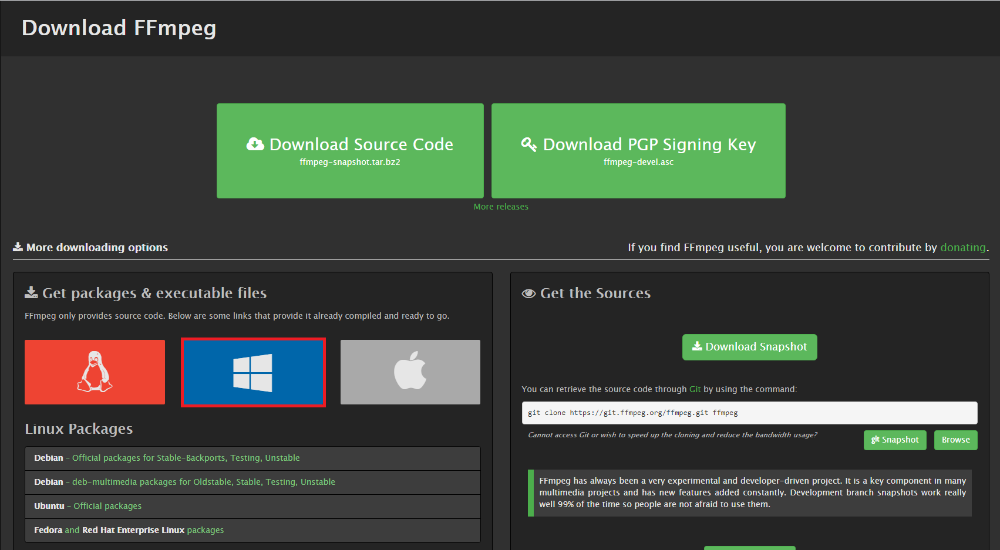 Download FFmpeg
Download Source Code
ffmpeg-snapshot.tar.bz2
Download PGP Signing Key
ffmpeg-devel.asc
More releases
More downloading options
If you find FFmpeg useful, you are welcome to contribute by donating.
Get packages & executable files
FFmpeg only provides source code. Below are some links that provide it already compiled and ready to go.
Linux Packages
Debian – Official packages for Stable-Backports, Testing, Unstable
Debian – deb-multimedia packages for Oldstable, Stable, Testing, Unstable
Ubuntu – Official packages
Fedora and Red Hat Enterprise Linux packages
Get the Sources
Download Snapshot
You can retrieve the source code through Git by using the command:
git clone https://git.ffmpeg.org/ffmpeg.git ffmpeg
Cannot access Git or wish to speed up the cloning and reduce the bandwidth usage?
git Snapshot
Browse
FFmpeg has always been a very experimental and developer-driven project. It is a key component in many
multimedia projects and has new features added constantly. Development branch snapshots work really
well 99% of the time so people are not afraid to use them.